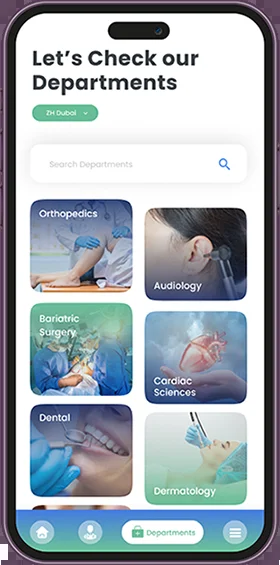 Let's Check our
Departments
ZH Dubai
Search Departments
Orthopedics
Audiology
Bariatric
Surgery
Cardiac
Sciences
Dental
Dermatology
Departments